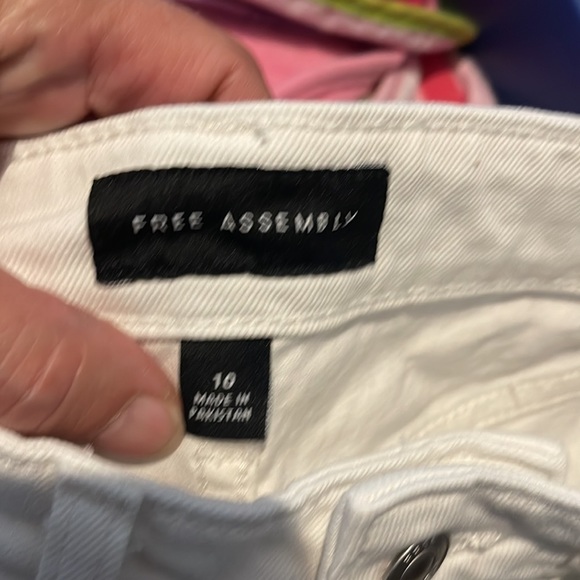 FREE ASSEMBLY
10
MADE IN
PAKISTAN